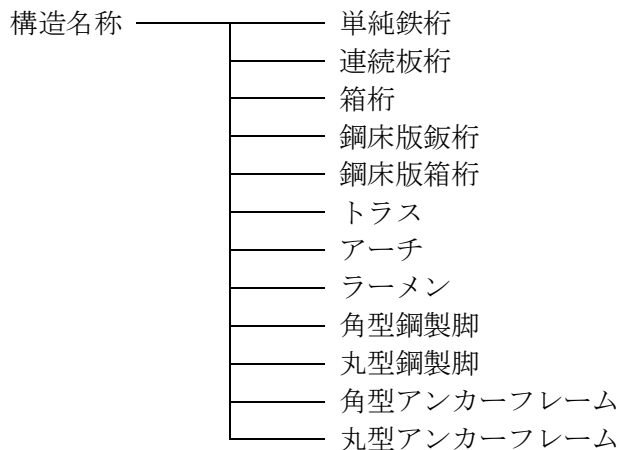 構造名称 単純鉄桁
連続板桁
箱桁
鋼床版鈑桁
鋼床版箱桁
トラス
アーチ
ラーメン
角型鋼製脚
丸型鋼製脚
角型アンカーフレーム
丸型アンカーフレーム